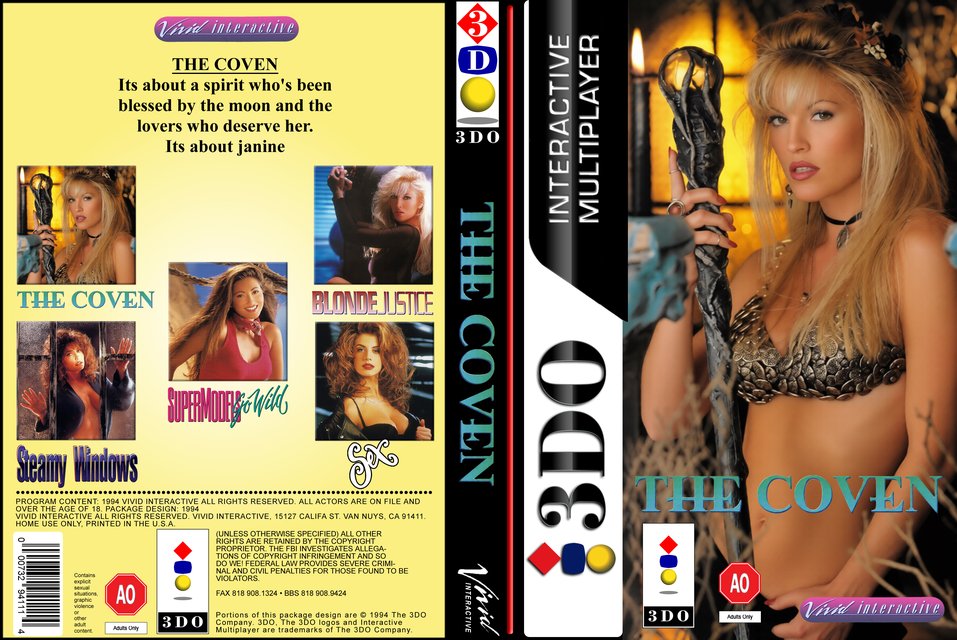 Vivid interactive
THE COVEN
Its about a spirit who's been
blessed by the moon and the
lovers who deserve her.
Its about janine
THE COVEN
BLONDE JUSTICE
SUPERMODELS Go Wild
Steamy Windows
Sex
PROGRAM CONTENT: 1994 VIVID INTERACTIVE ALL RIGHTS RESERVED. ALL ACTORS ARE ON FILE AND
OVER THE AGE OF 18. PACKAGE DESIGN: 1994
VIVID INTERACTIVE ALL RIGHTS RESERVED. VIVID INTERACTIVE, 15127 CALIFA ST. VAN NUYS, CA 91411.
HOME USE ONLY, PRINTED IN THE U.S.A.
0 00732 94111 4
Contains
explicit
sexual
situations,
graphic
violence
or
other
adult
content.
AO
Adults Only
3DO
(UNLESS OTHERWISE SPECIFIED) ALL OTHER
RIGHTS ARE RETAINED BY THE COPYRIGHT
PROPRIETOR. THE FBI INVESTIGATES ALLEGA-
TIONS OF COPYRIGHT INFRINGEMENT AND SO
DO WE! FEDERAL LAW PROVIDES SEVERE CRIMI-
NAL AND CIVIL PENALTIES FOR THOSE FOUND TO BE
VIOLATORS.
FAX 818 908.1324 • BBS 818 908.9424
Portions of this package design are © 1994 The 3DO
Company. 3DO, The 3DO logos and Interactive
Multiplayer are trademarks of The 3DO Company.
3
D
3DO
THE COVEN
Vivid
INTERACTIVE
INTERACTIVE
MULTIPLAYER
3DO
THE COVEN
3DO
AO
Adults Only
Vivid interactive